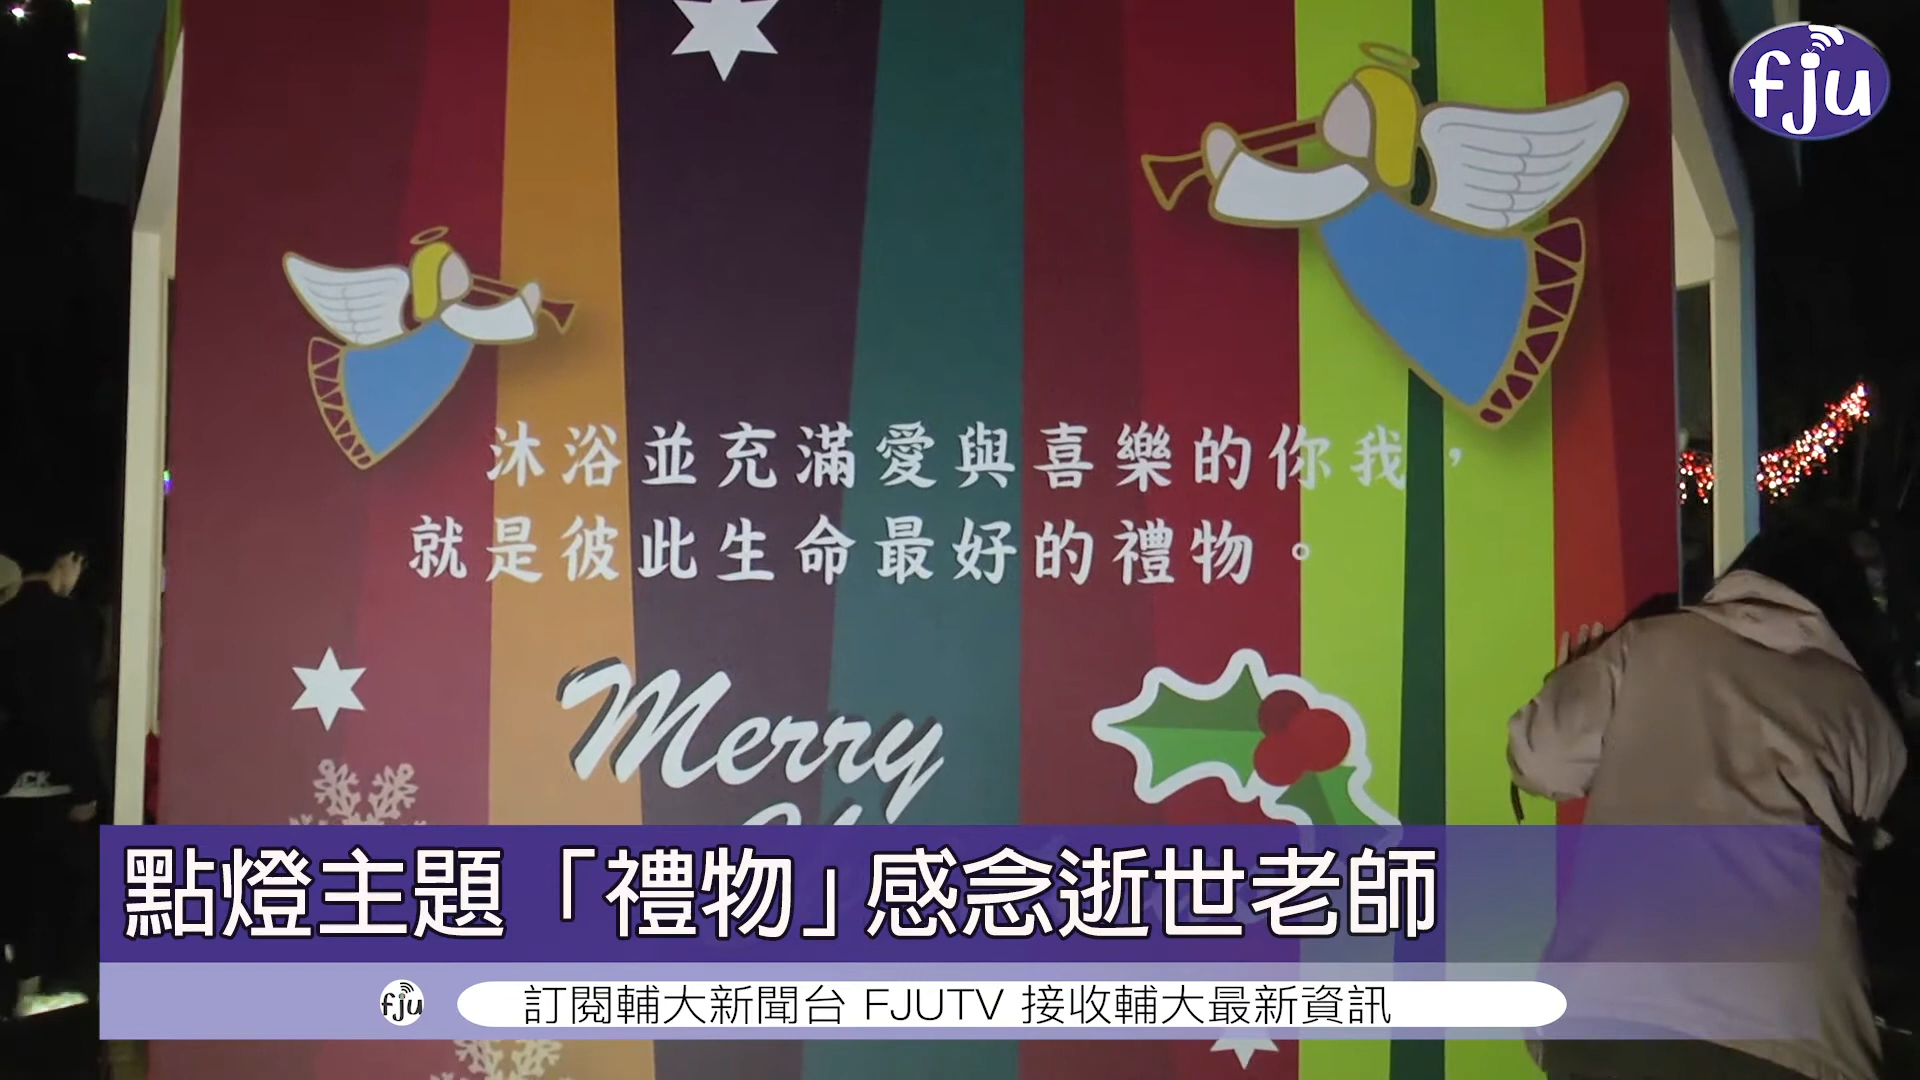 fju
沐浴並充滿愛與喜樂的你我，
就是彼此生命最好的禮物。
Merry
點燈主題「禮物」感念逝世老師
fju
訂閱輔大新聞台 FJUTV 接收輔大最新資訊